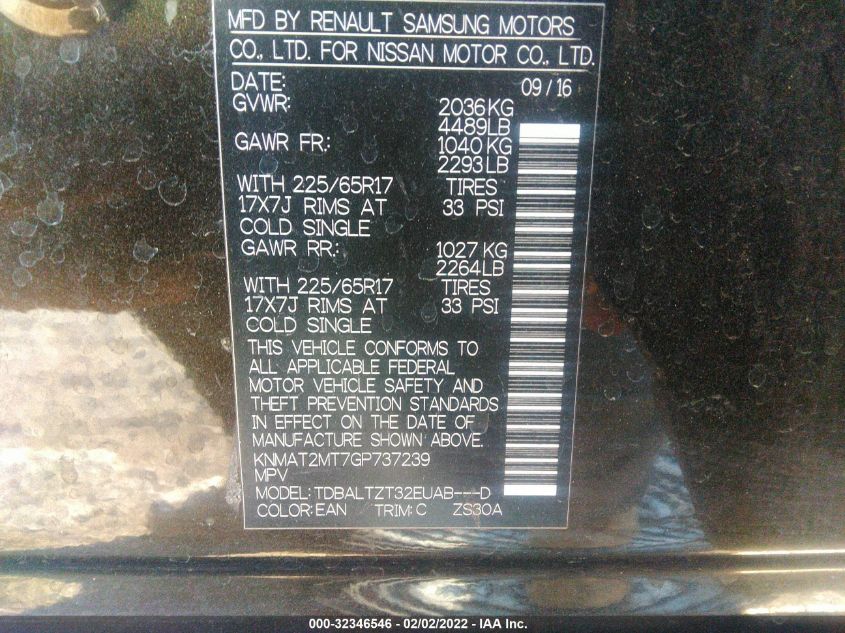 MFD BY RENAULT SAMSUNG MOTORS
CO., LTD. FOR NISSAN MOTOR CO., LTD.
DATE: 09/16
GVWR: 2036KG
4489LB
GAWR FR.: 1040 KG
2293LB
WITH 225/65R17 TIRES
17X7J RIMS AT 33 PSI
COLD SINGLE
GAWR RR.: 1027 KG
2264LB
WITH 225/65R17 TIRES
17X7J RIMS AT 33 PSI
COLD SINGLE
THIS VEHICLE CONFORMS TO
ALL APPLICABLE FEDERAL
MOTOR VEHICLE SAFETY AND
THEFT PREVENTION STANDARDS
IN EFFECT ON THE DATE OF
MANUFACTURE SHOWN ABOVE.
KNMAT2MT7GP737239
MPV
MODEL: TDBALTZT32EUAB---D
COLOR: EAN TRIM: C ZS30A
000-32346546 - 02/02/2022 - IAA Inc.